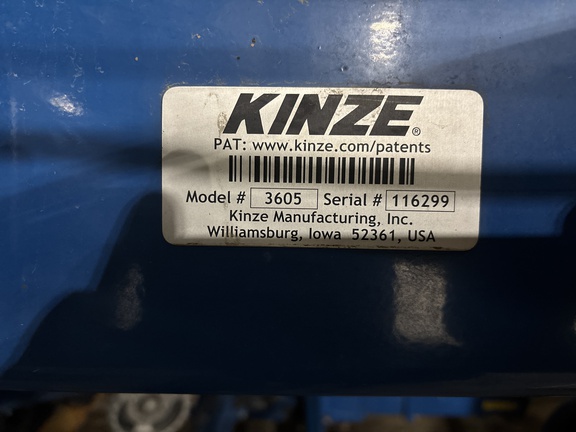 KINZE®
PAT: www.kinze.com/patents
Model # 3605 Serial # 116299
Kinze Manufacturing, Inc.
Williamsburg, Iowa 52361, USA